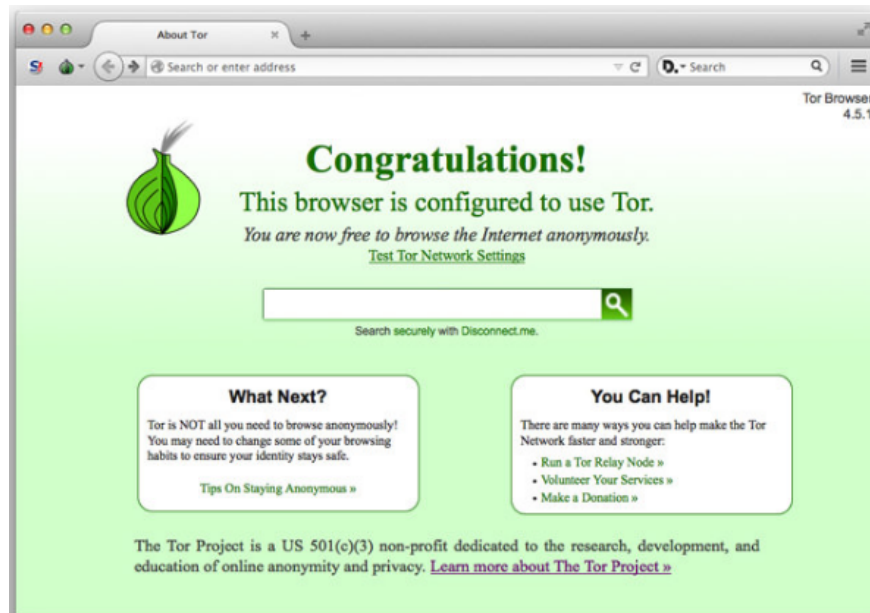 About Tor
Search or enter address
Search
Tor Browser
4.5.1
Congratulations!
This browser is configured to use Tor.
You are now free to browse the Internet anonymously.
Test Tor Network Settings
Search securely with Disconnect.me.
What Next?
Tor is NOT all you need to browse anonymously!
You may need to change some of your browsing
habits to ensure your identity stays safe.
Tips On Staying Anonymous »
You Can Help!
There are many ways you can help make the Tor
Network faster and stronger:
• Run a Tor Relay Node »
• Volunteer Your Services »
• Make a Donation »
The Tor Project is a US 501(c)(3) non-profit dedicated to the research, development, and
education of online anonymity and privacy. Learn more about The Tor Project »